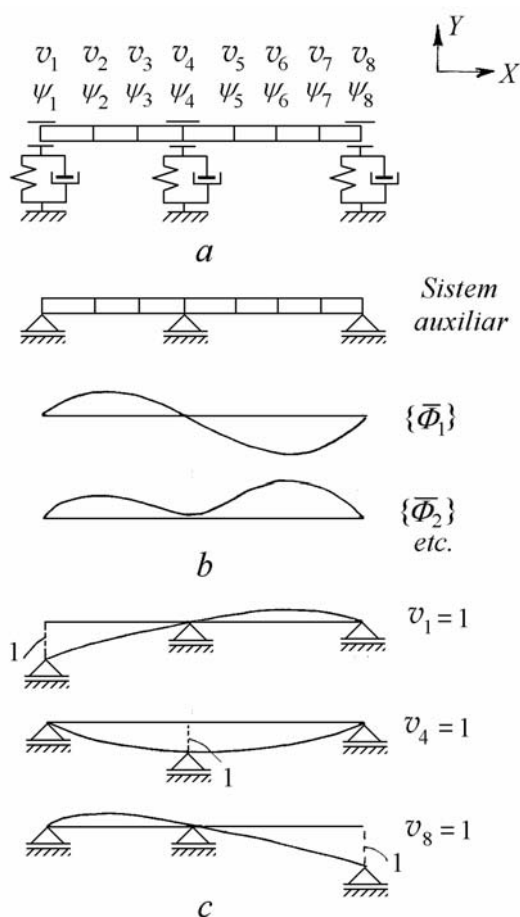 v₁ v₂ v₃ v₄ v₅ v₆ v₇ v₈
ψ₁ ψ₂ ψ₃ ψ₄ ψ₅ ψ₆ ψ₇ ψ₈
Y
X
a
Sistem
auxiliar
{Φ̅₁}
{Φ̅₂}
etc.
b
1
v₁ = 1
1
v₄ = 1
1
v₈ = 1
c